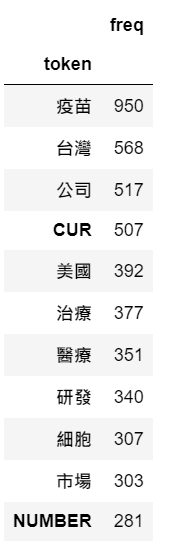 freq
token
疫苗 950
台灣 568
公司 517
CUR 507
美國 392
治療 377
醫療 351
研發 340
細胞 307
市場 303
NUMBER 281